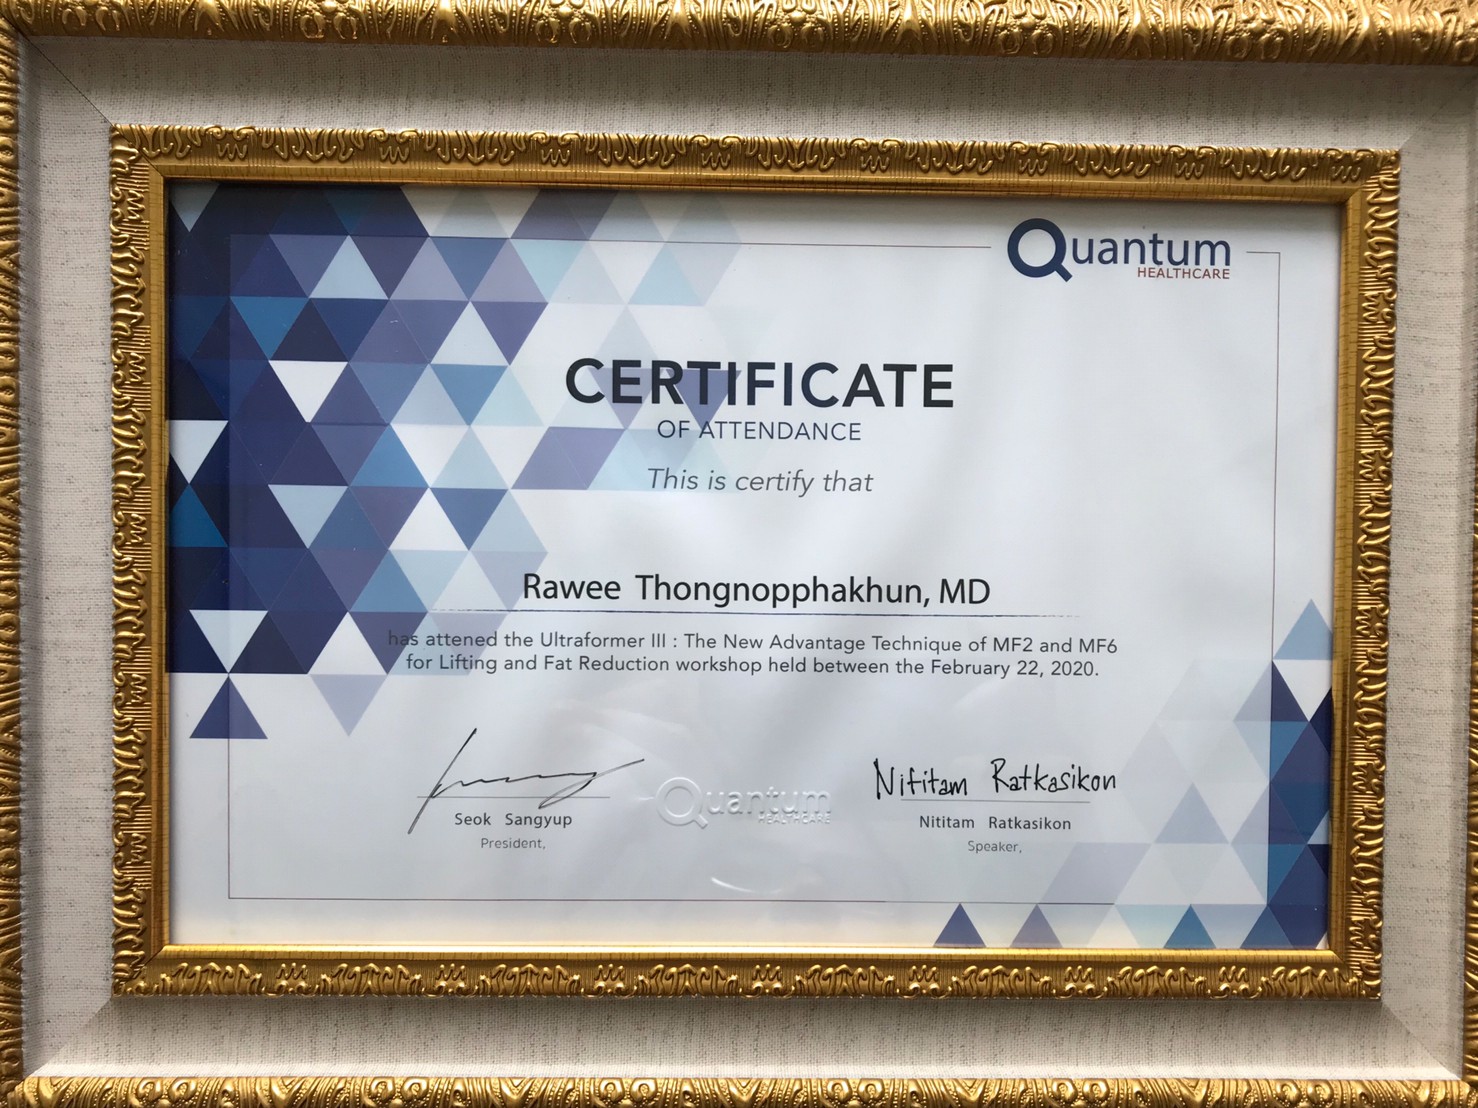 Quantum
HEALTHCARE
CERTIFICATE
OF ATTENDANCE
This is certify that
Rawee Thongnopphakhun, MD
has attened the Ultraformer III : The New Advantage Technique of MF2 and MF6
for Lifting and Fat Reduction workshop held between the February 22, 2020.
Nititam Ratkasikon
Seok Sangyup
President,
Quantum
HEALTHCARE
Nititam Ratkasikon
Speaker,